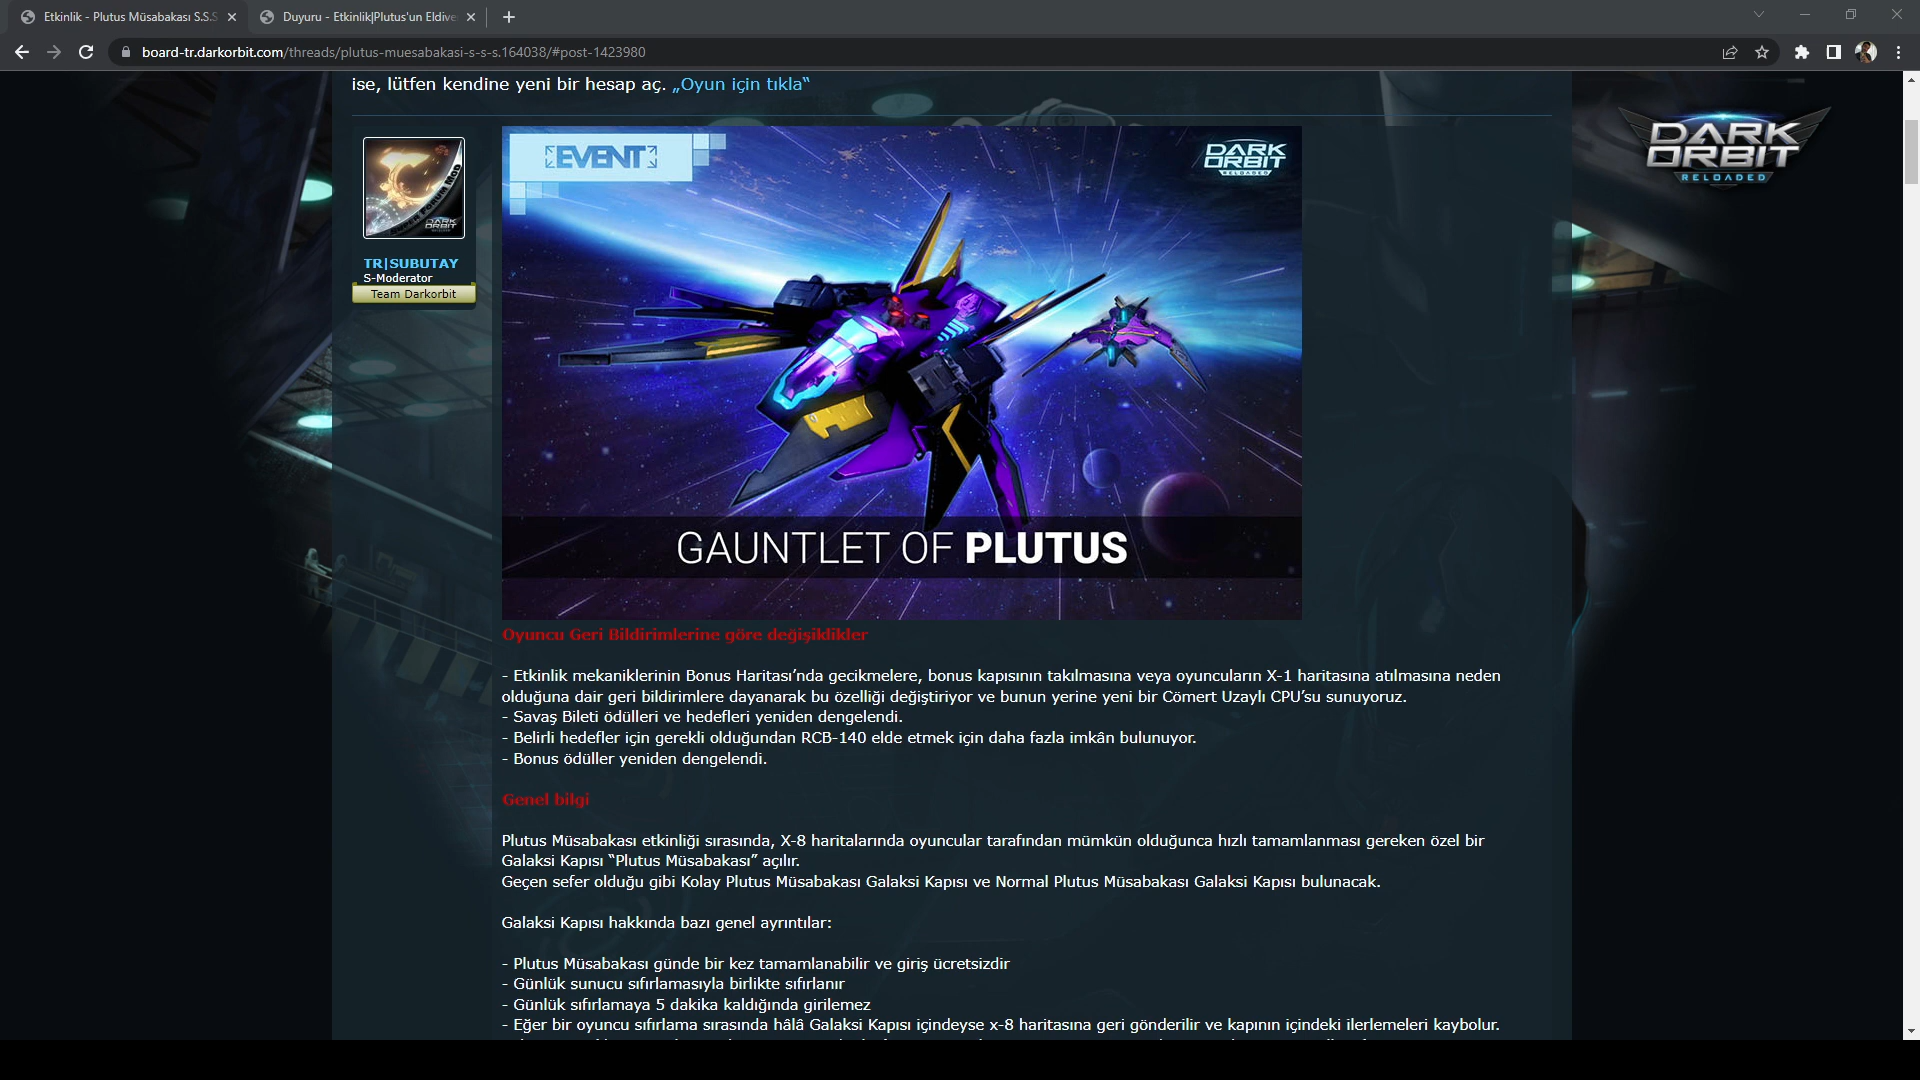 Etkinlik - Plutus Müsabakası S.S.S
Duyuru - Etkinlik|Plutus'un Eldive
board-tr.darkorbit.com/threads/plutus-muesabakasi-s-s-s.164038/#post-1423980
ise, lütfen kendine yeni bir hesap aç. „Oyun için tıkla“
EVENT
DARK ORBIT
RELOADED
DARK
ORBIT
RELOADED
DARK
ORBIT
TR|SUBUTAY
S-Moderator
Team Darkorbit
GAUNTLET OF PLUTUS
Oyuncu Geri Bildirimlerine göre değişildikler
- Etkinlik mekaniklerinin Bonus Haritası’nda gecikmelere, bonus kapısının takılmasına veya oyuncuların X-1 haritasına atılmasına neden
olduğuna dair geri bildirimlere dayanarak bu özelliği değiştiriyor ve bunun yerine yeni bir Cömert Uzaylı CPU’su sunuyoruz.
- Savaş Bileti ödülleri ve hedefleri yeniden dengelendi.
- Belirli hedefler için gerekli olduğundan RCB-140 elde etmek için daha fazla imkân bulunuyor.
- Bonus ödüller yeniden dengelendi.
Genel bilgi
Plutus Müsabakası etkinliği sırasında, X-8 haritalarında oyuncular tarafından mümkün olduğunca hızlı tamamlanması gereken özel bir
Galaksi Kapısı “Plutus Müsabakası” açılır.
Geçen sefer olduğu gibi Kolay Plutus Müsabakası Galaksi Kapısı ve Normal Plutus Müsabakası Galaksi Kapısı bulunacak.
Galaksi Kapısı hakkında bazı genel ayrıntılar:
- Plutus Müsabakası günde bir kez tamamlanabilir ve giriş ücretsizdir
- Günlük sunucu sıfırlamasıyla birlikte sıfırlanır
- Günlük sıfırlamaya 5 dakika kaldığında girilemez
- Eğer bir oyuncu sıfırlama sırasında hâlâ Galaksi Kapısı içindeyse x-8 haritasına geri gönderilir ve kapının içindeki ilerlemeleri kaybolur.